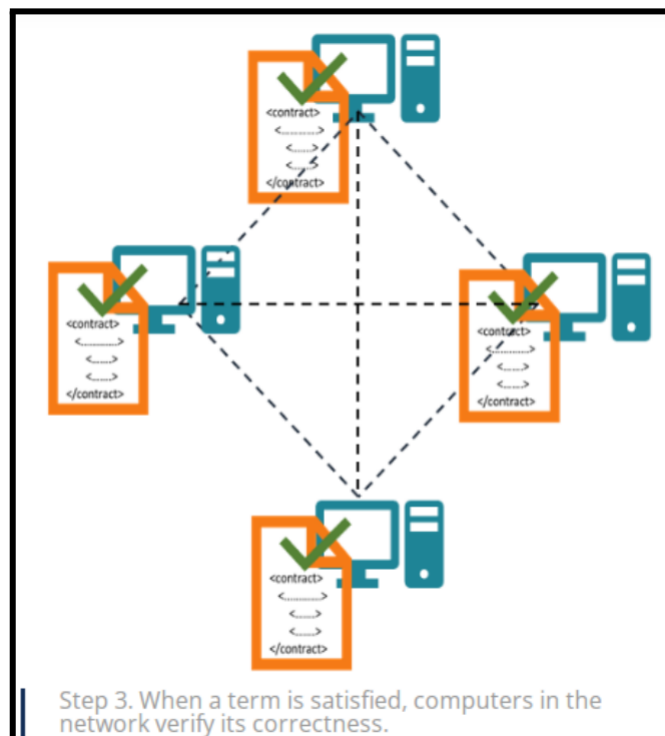 <contract>
<............>
<......>
<......>
</contract>
<contract>
<............>
<......>
<......>
</contract>
<contract>
<............>
<......>
<......>
</contract>
<contract>
<............>
<......>
<......>
</contract>
Step 3. When a term is satisfied, computers in the
network verify its correctness.